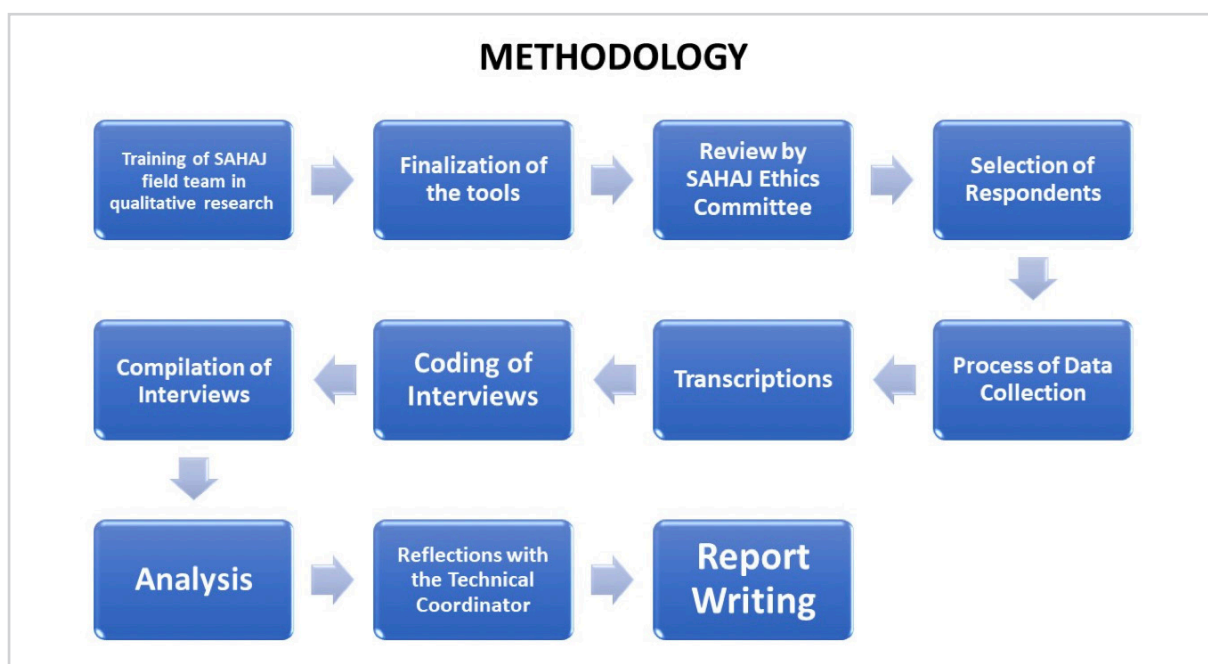 METHODOLOGY
Training of SAHAJ
field team in
qualitative research
Finalization of
the tools
Review by
SAHAJ Ethics
Committee
Selection of
Respondents
Process of Data
Collection
Transcriptions
Coding of
Interviews
Compilation of
Interviews
Analysis
Reflections with
the Technical
Coordinator
Report
Writing